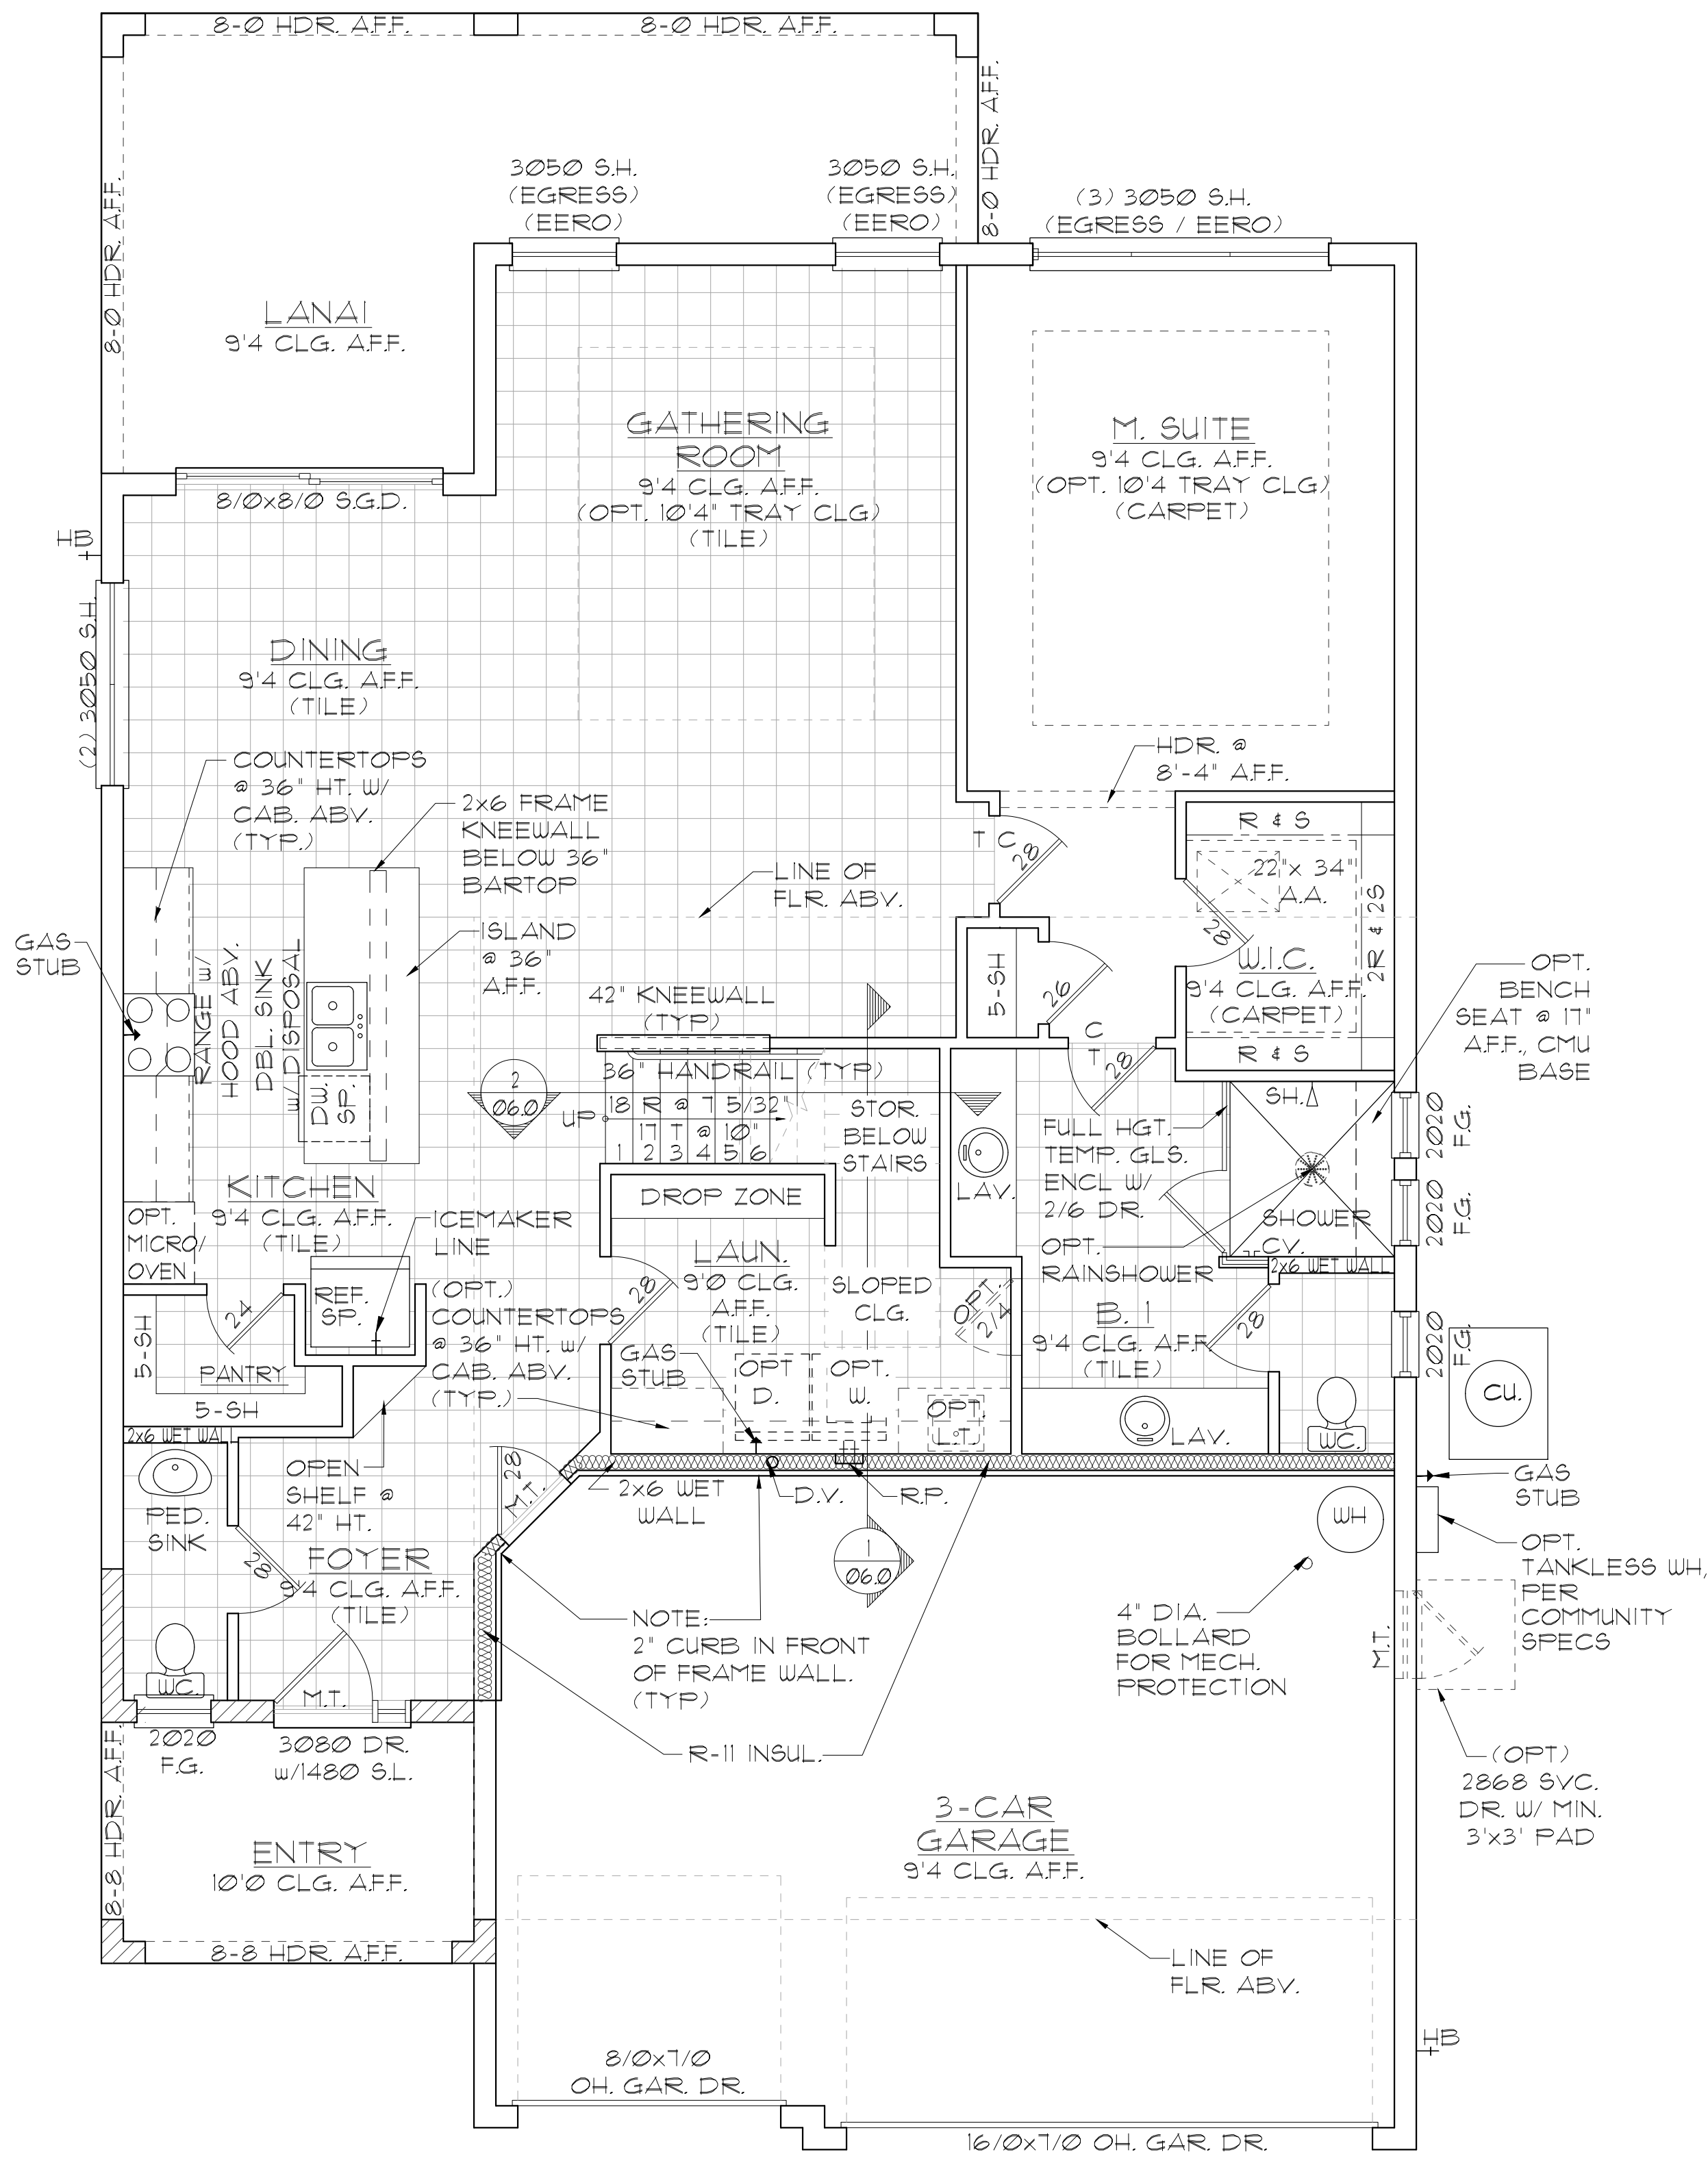 8-0 HDR. A.F.F.
8-0 HDR. A.F.F.
8-0 HDR. A.F.F.
8-0 HDR. A.F.F.
3050 S.H.
(EGRESS)
(EERO)
3050 S.H.
(EGRESS)
(EERO)
(3) 3050 S.H.
(EGRESS / EERO)
LANAI
9'4 CLG. A.F.F.
GATHERING
ROOM
9'4 CLG. A.F.F.
(OPT. 10'4" TRAY CLG)
(TILE)
M. SUITE
9'4 CLG. A.F.F.
(OPT. 10'4 TRAY CLG)
(CARPET)
8/0x8/0 S.G.D.
HB
(2) 3050 S.H.
DINING
9'4 CLG. A.F.F.
(TILE)
COUNTERTOPS
@ 36" HT. W/
CAB. ABV.
(TYP.)
2x6 FRAME
KNEEWALL
BELOW 36"
BARTOP
HDR. @
8'-4" A.F.F.
LINE OF
FLR. ABV.
T C
28
R & S
22" x 34"
A.A.
28
2R & 2S
W.I.C.
9'4 CLG. A.F.F.
(CARPET)
R & S
GAS
STUB
RANGE w/
HOOD ABV.
DBL. SINK
w/ DISPOSAL
DW.
SP.
ISLAND
@ 36"
A.F.F.
5-SH
26
C
T
28
OPT.
BENCH
SEAT @ 17"
A.F.F., CMU
BASE
42" KNEEWALL
(TYP)
36" HANDRAIL (TYP)
2
06.0
UP
18 R @ 7 5/32"
17 T @ 10"
1 2 3 4 5 6
STOR.
BELOW
STAIRS
LAV.
FULL HGT.
TEMP. GLS.
ENCL W/
2/6 DR.
SH.
2020
F.G.
2020
F.G.
SHOWER
CV.
OPT.
RAINSHOWER
2x6 WET WALL
KITCHEN
9'4 CLG. A.F.F.
(TILE)
OPT.
MICRO/
OVEN
ICEMAKER
LINE
DROP ZONE
LAUN.
9'0 CLG.
A.F.F.
(TILE)
28
SLOPED
CLG.
OPT.
2/4
B. 1
9'4 CLG. A.F.F.
(TILE)
28
2020
F.G.
CU.
5-SH
24
REF.
SP.
PANTRY
5-SH
(OPT.)
COUNTERTOPS
@ 36" HT. w/
CAB. ABV.
(TYP.)
GAS
STUB
OPT
D.
OPT.
W.
OPT.
L.T.
LAV.
WC.
2x6 WET WALL
PED.
SINK
OPEN
SHELF @
42" HT.
28
M.T.
2x6 WET
WALL
D.V.
R.P.
WH
GAS
STUB
OPT.
TANKLESS WH,
PER
COMMUNITY
SPECS
28
FOYER
9'4 CLG. A.F.F.
(TILE)
1
06.0
NOTE:
2" CURB IN FRONT
OF FRAME WALL.
(TYP)
4" DIA.
BOLLARD
FOR MECH.
PROTECTION
M.T.
WC.
M.T.
2020
F.G.
3080 DR.
w/1480 S.L.
R-11 INSUL.
(OPT)
2868 SVC.
DR. W/ MIN.
3'x3' PAD
8-8 HDR. A.F.F.
ENTRY
10'0 CLG. A.F.F.
8-8 HDR. A.F.F.
3-CAR
GARAGE
9'4 CLG. A.F.F.
LINE OF
FLR. ABV.
HB
8/0x7/0
OH. GAR. DR.
16/0x7/0 OH. GAR. DR.